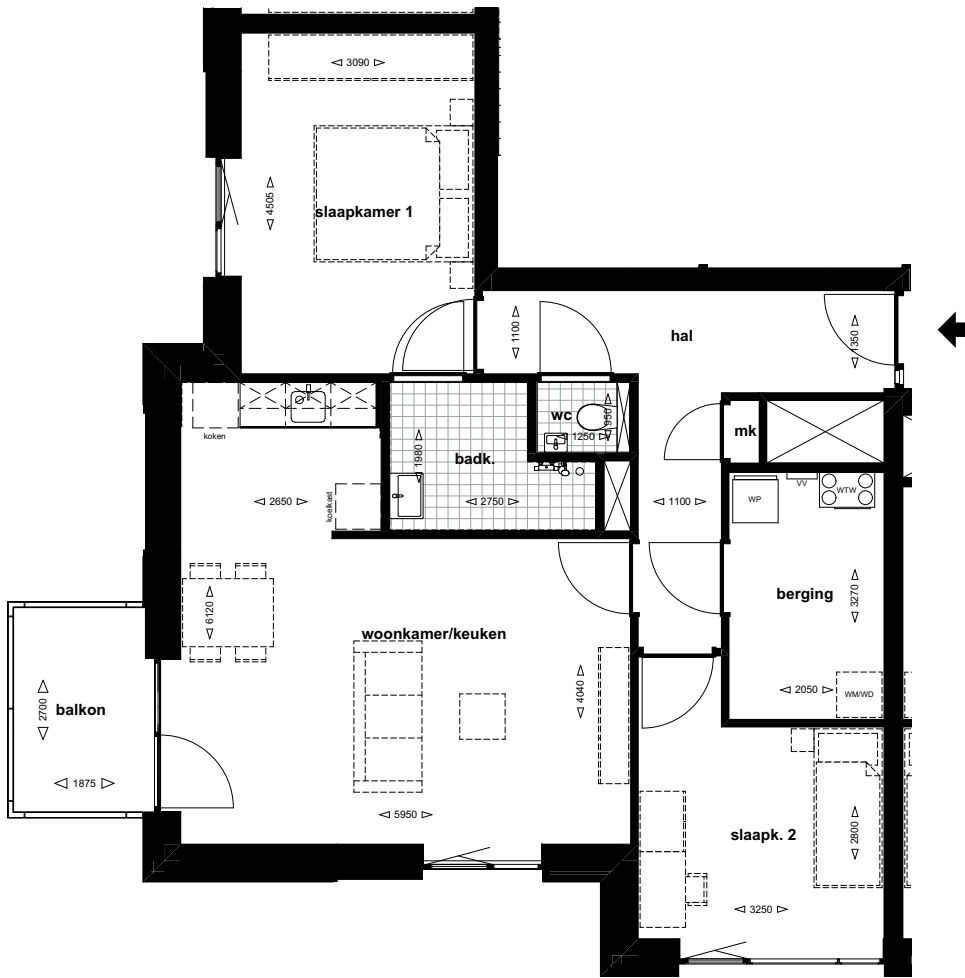 3090
4505
slaapkamer 1
1100
hal
1350
koken
wc
950
1250
mk
badk.
1980
2750
2650
koelkast
1100
WP
VV
WTW
berging
3270
6120
woonkamer/keuken
4040
2050
WM/WD
balkon
2700
1875
5950
slaapk. 2
2800
3250